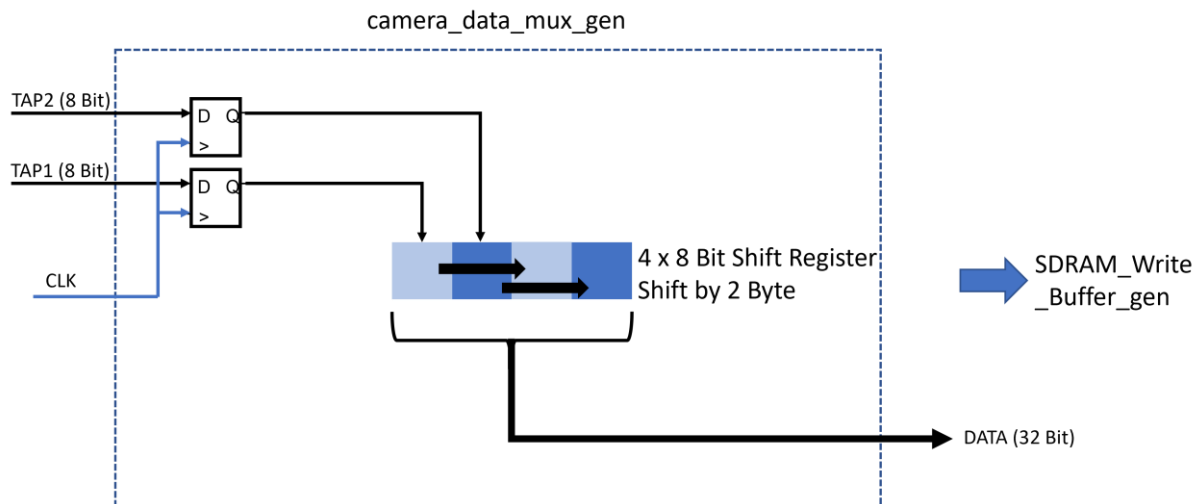 camera_data_mux_gen
TAP2 (8 Bit)
D Q
>
TAP1 (8 Bit)
D Q
>
4 x 8 Bit Shift Register
Shift by 2 Byte
CLK
SDRAM_Write
_Buffer_gen
DATA (32 Bit)